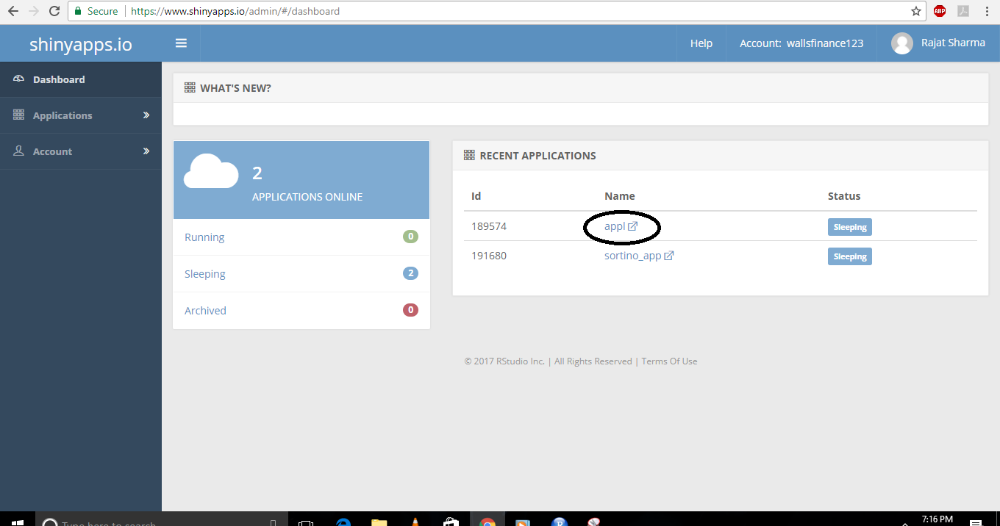 Secure https://www.shinyapps.io/admin/#/dashboard
ABP
shinyapps.io
Help
Account: wallsfinance123
Rajat Sharma
Dashboard
Applications
Account
WHAT'S NEW?
2
APPLICATIONS ONLINE
Running 0
Sleeping 2
Archived 0
RECENT APPLICATIONS
Id Name Status
189574 appl Sleeping
191680 sortino_app Sleeping
© 2017 RStudio Inc. | All Rights Reserved | Terms Of Use
Type here to search
7:16 PM